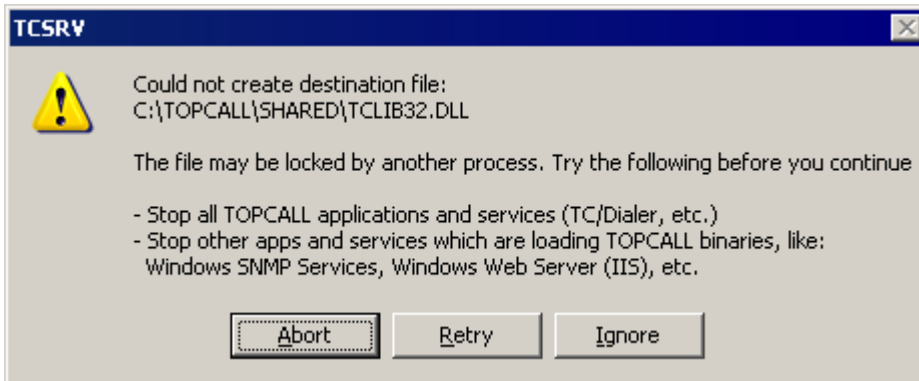 TCSRV
Could not create destination file:
C:\TOPCALL\SHARED\TCLIB32.DLL
The file may be locked by another process. Try the following before you continue
- Stop all TOPCALL applications and services (TC/Dialer, etc.)
- Stop other apps and services which are loading TOPCALL binaries, like:
Windows SNMP Services, Windows Web Server (IIS), etc.
Abort
Retry
Ignore